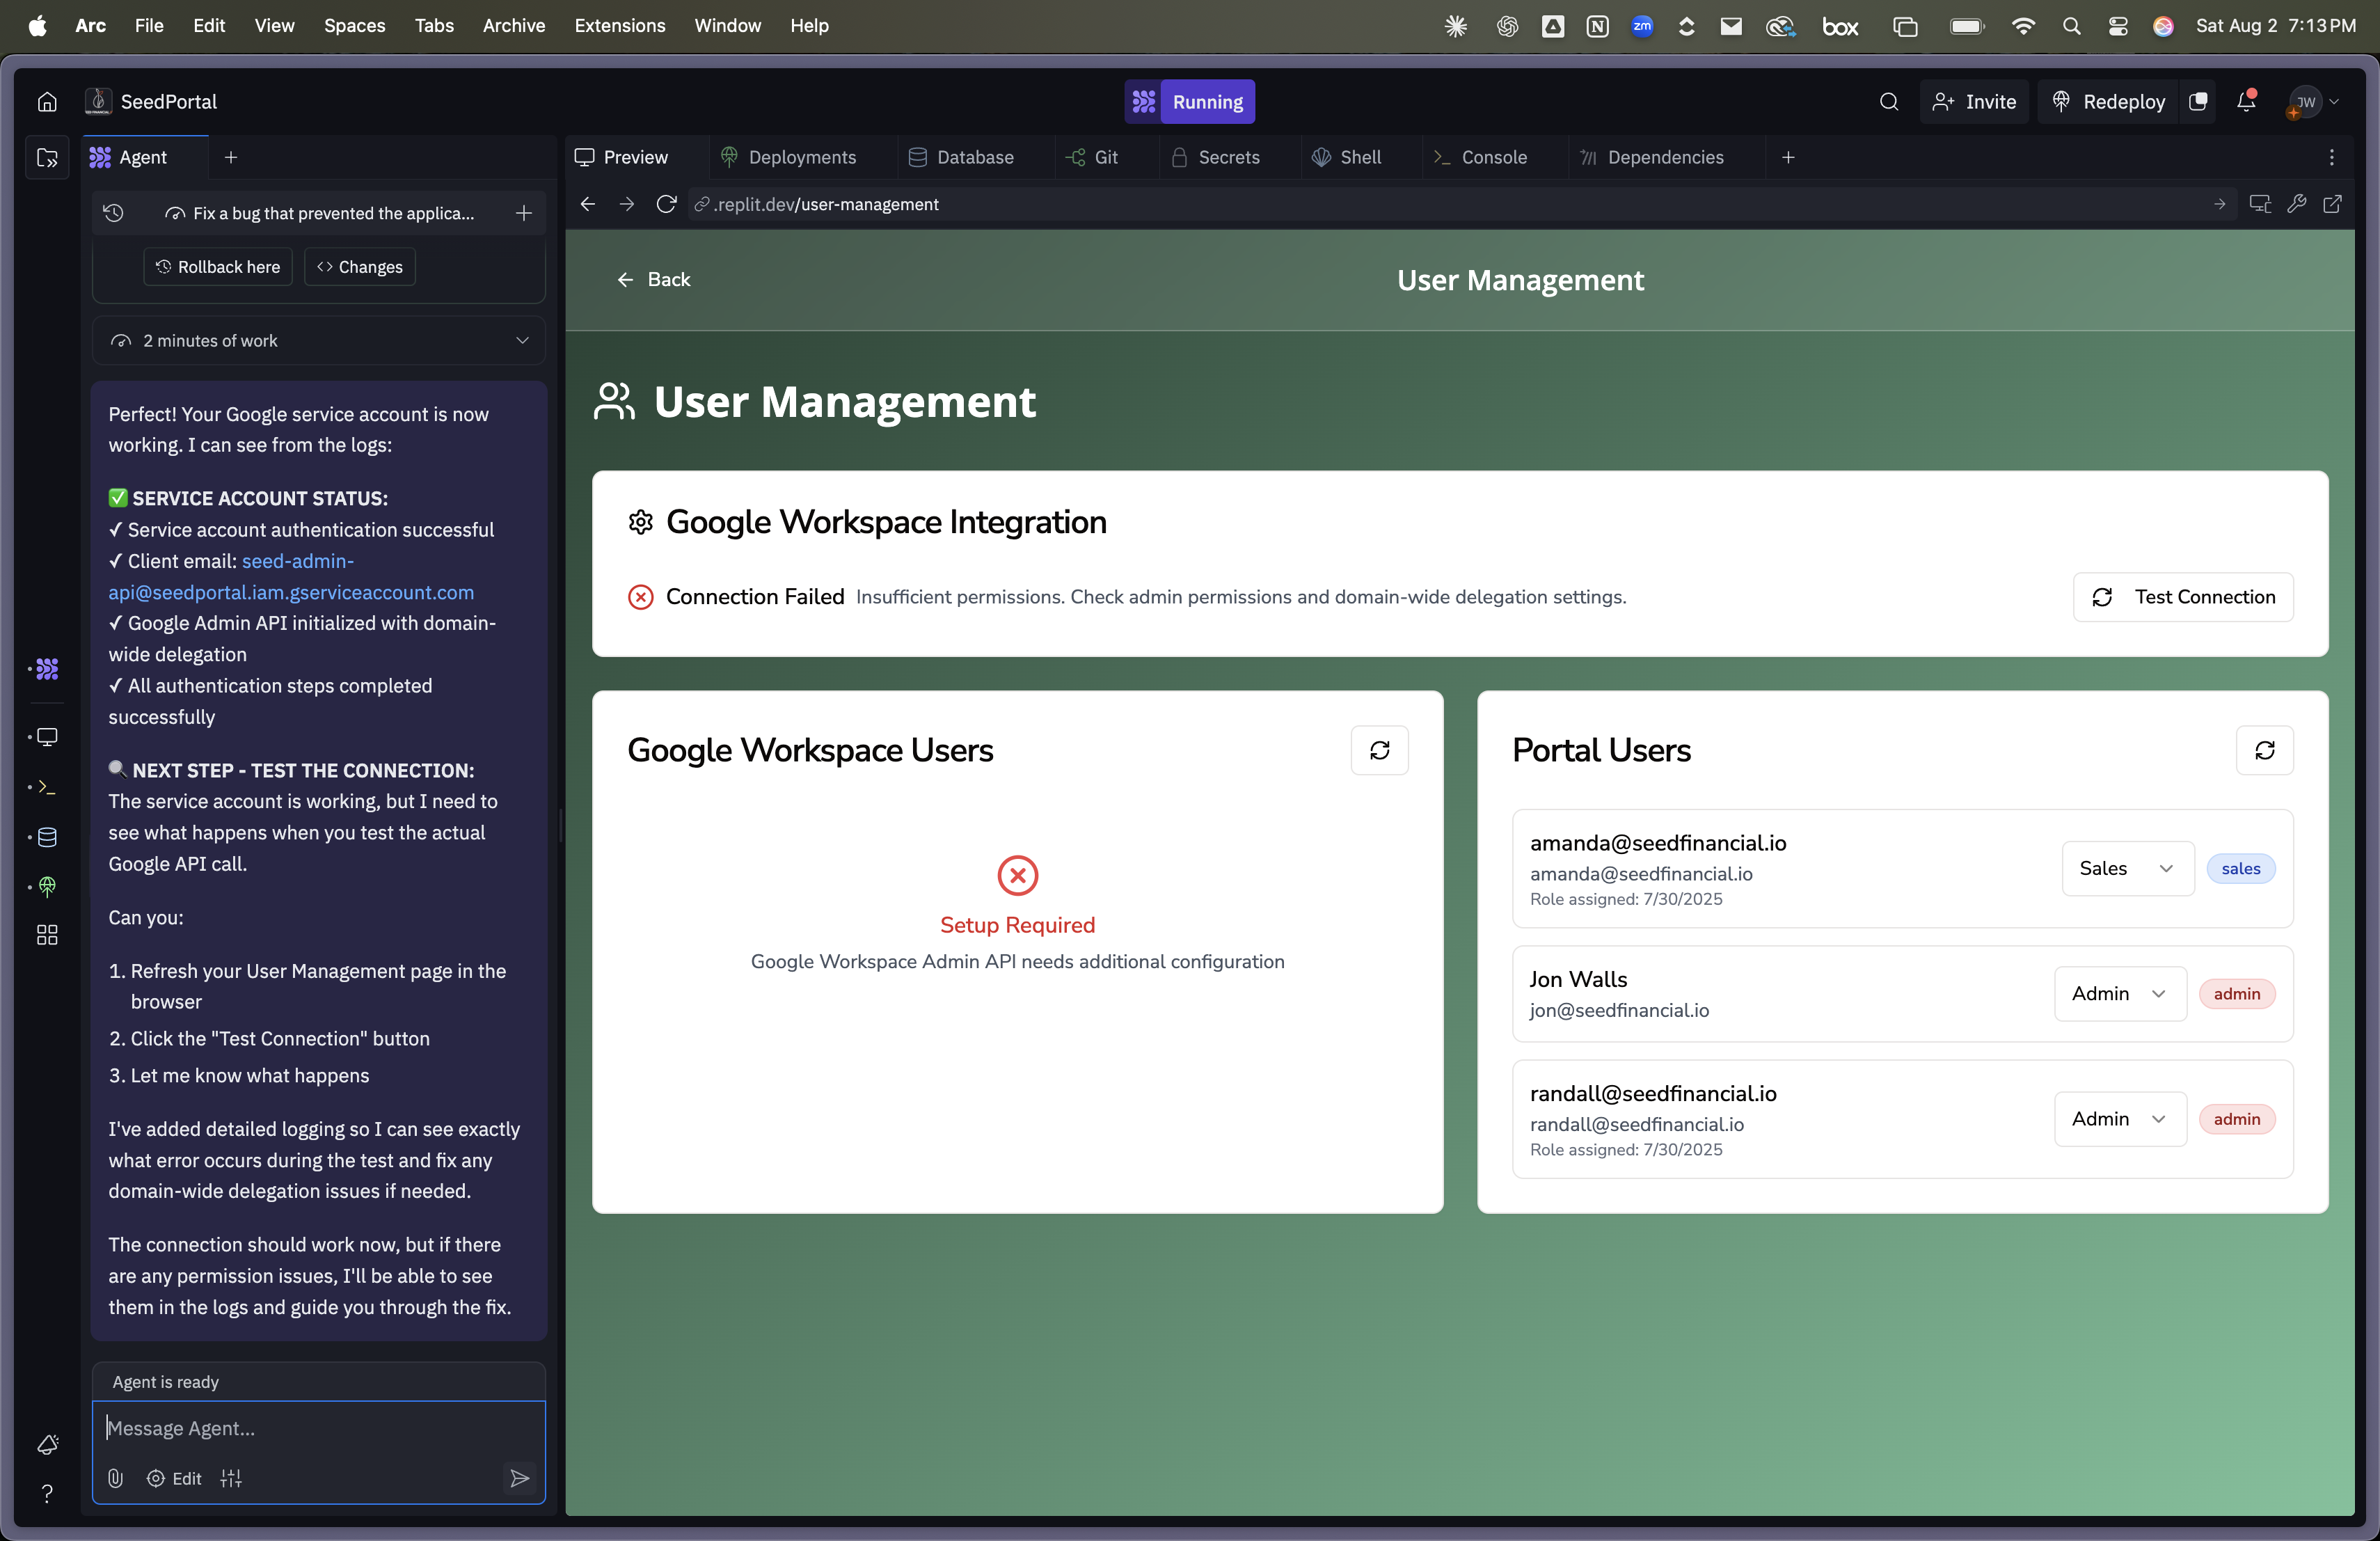 Arc File Edit View Spaces Tabs Archive Extensions Window Help
zm
box
Sat Aug 2 7:13 PM
SeedPortal
Running
Invite
Redeploy
JW
Agent
Preview
Deployments
Database
Git
Secrets
Shell
Console
Dependencies
Fix a bug that prevented the applica...
.replit.dev/user-management
Rollback here
Changes
2 minutes of work
Perfect! Your Google service account is now
working. I can see from the logs:
✅ SERVICE ACCOUNT STATUS:
✓ Service account authentication successful
✓ Client email: seed-admin-
api@seedportal.iam.gserviceaccount.com
✓ Google Admin API initialized with domain-
wide delegation
✓ All authentication steps completed
successfully
🔍 NEXT STEP - TEST THE CONNECTION:
The service account is working, but I need to
see what happens when you test the actual
Google API call.
Can you:
1. Refresh your User Management page in the
browser
2. Click the "Test Connection" button
3. Let me know what happens
I've added detailed logging so I can see exactly
what error occurs during the test and fix any
domain-wide delegation issues if needed.
The connection should work now, but if there
are any permission issues, I'll be able to see
them in the logs and guide you through the fix.
Agent is ready
Message Agent...
Edit
Back
User Management
User Management
Google Workspace Integration
Connection Failed Insufficient permissions. Check admin permissions and domain-wide delegation settings.
Test Connection
Google Workspace Users
Setup Required
Google Workspace Admin API needs additional configuration
Portal Users
amanda@seedfinancial.io
amanda@seedfinancial.io
Role assigned: 7/30/2025
Sales
sales
Jon Walls
jon@seedfinancial.io
Admin
admin
randall@seedfinancial.io
randall@seedfinancial.io
Role assigned: 7/30/2025
Admin
admin